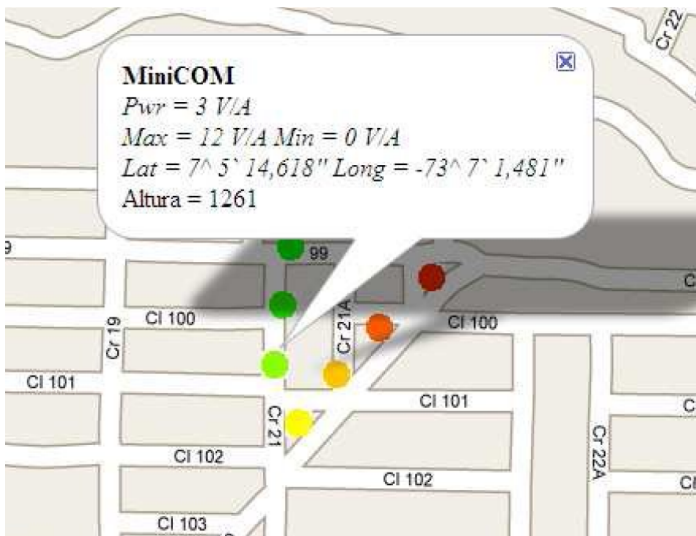 Cr 22
MiniCOM
Pwr = 3 V/A
Max = 12 V/A Min = 0 V/A
Lat = 7^ 5` 14,618" Long = -73^ 7` 1,481"
Altura = 1261
9
99
C
Cl 100
Cr 19
Cr 21A
Cl 100
Cl 101
Cr 21
Cl 101
C
Cl 102
Cr 22A
Cl 102
Cl
Cl 103